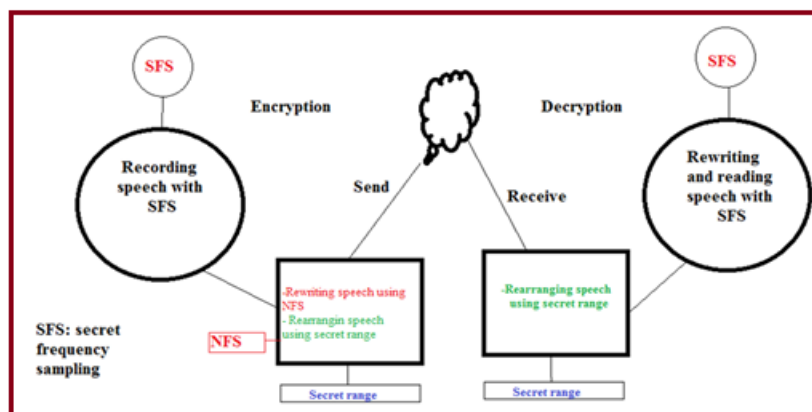 SFS
Encryption
Recording
speech with
SFS
Send
-Rewriting speech using
NFS
- Rearrangin speech
using secret range
NFS
SFS: secret
frequency
sampling
Secret range
SFS
Decryption
Rewriting
and reading
speech with
SFS
Receive
-Rearranging speech
using secret range
Secret range